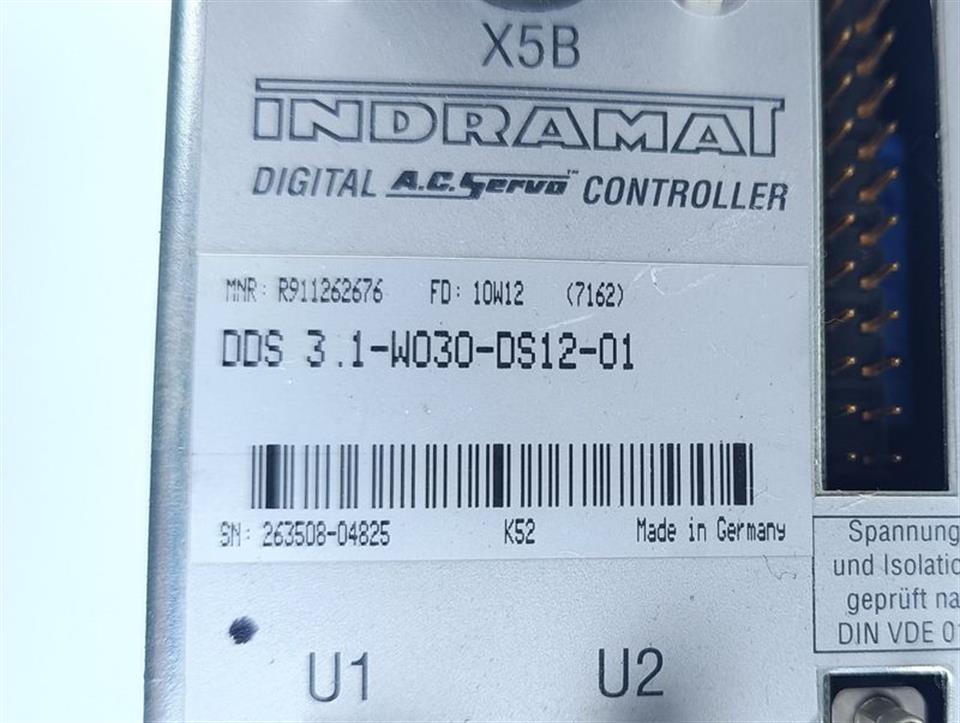 X5B
INDRAMAT
DIGITAL A.C. Servo™ CONTROLLER
MNR: R911262676 FD: 10W12 (7162)
DDS 3.1-W030-DS12-01
SN: 263508-04825 K52 Made in Germany
Spannung
und Isolatio
geprüft na
DIN VDE 01
U1 U2